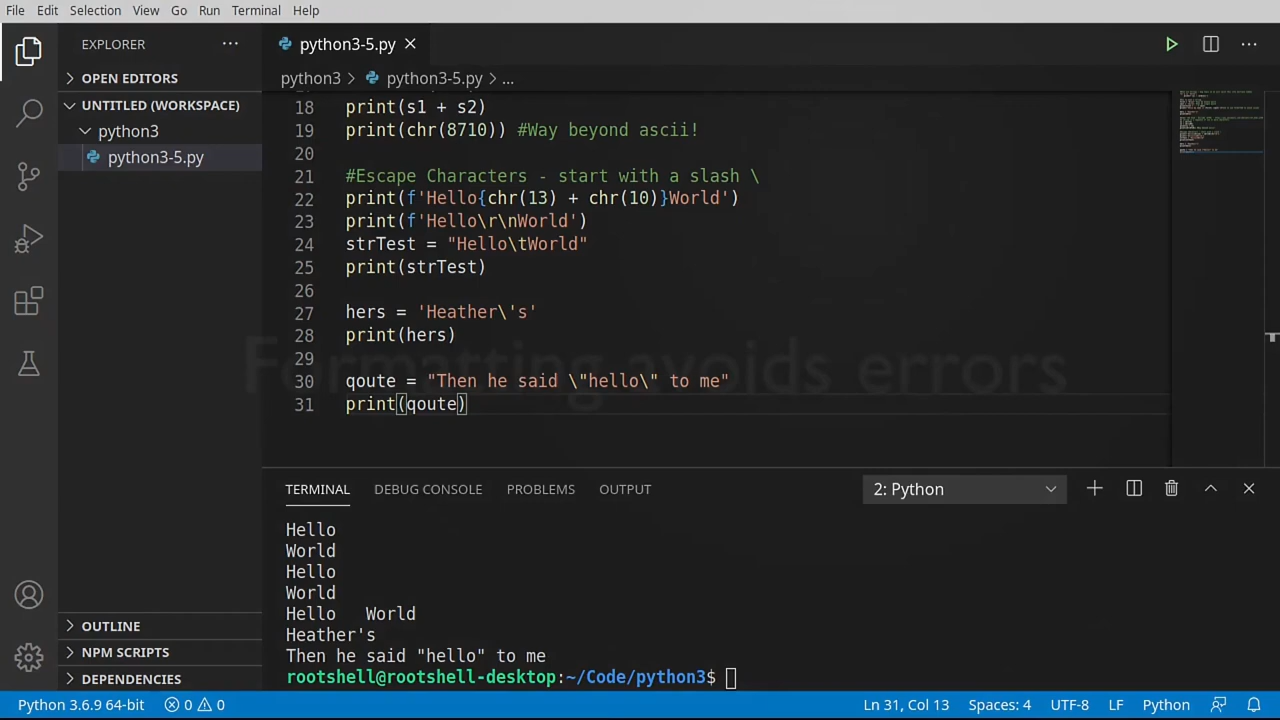 File Edit Selection View Go Run Terminal Help
EXPLORER ...
python3-5.py
OPEN EDITORS
python3 > python3-5.py > ...
UNTITLED (WORKSPACE)
python3
python3-5.py
18 print(s1 + s2)
19 print(chr(8710)) #Way beyond ascii!
20
21 #Escape Characters - start with a slash \
22 print(f'Hello{chr(13) + chr(10)}World')
23 print(f'Hello\r\nWorld')
24 strTest = "Hello\tWorld"
25 print(strTest)
26
27 hers = 'Heather\'s'
28 print(hers)
29
Formatting avoids errors
30 qoute = "Then he said \"hello\" to me"
31 print(qoute)
TERMINAL DEBUG CONSOLE PROBLEMS OUTPUT 2: Python
Hello
World
Hello
World
Hello   World
Heather's
Then he said "hello" to me
rootshell@rootshell-desktop:~/Code/python3$
OUTLINE
NPM SCRIPTS
DEPENDENCIES
Python 3.6.9 64-bit 0 0 Ln 31, Col 13 Spaces: 4 UTF-8 LF Python